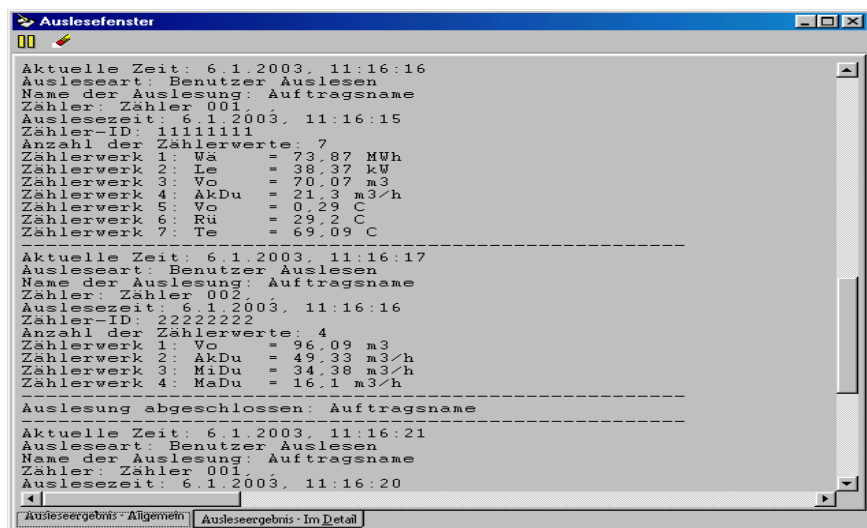 Auslesefenster
Aktuelle Zeit: 6.1.2003, 11:16:16
Ausleseart: Benutzer Auslesen
Name der Auslesung: Auftragsname
Zähler: Zähler 001, ,
Auslesezeit: 6.1.2003, 11:16:15
Zähler-ID: 11111111
Anzahl der Zählerwerte: 7
Zählerwerk 1: Wä = 73,87 MWh
Zählerwerk 2: Le = 38,37 kW
Zählerwerk 3: Vo = 70,07 m3
Zählerwerk 4: AkDu = 21,3 m3/h
Zählerwerk 5: Vo = 0,29 C
Zählerwerk 6: Rü = 29,2 C
Zählerwerk 7: Te = 69,09 C
------------------------------------------------------------
Aktuelle Zeit: 6.1.2003, 11:16:17
Ausleseart: Benutzer Auslesen
Name der Auslesung: Auftragsname
Zähler: Zähler 002, ,
Auslesezeit: 6.1.2003, 11:16:16
Zähler-ID: 22222222
Anzahl der Zählerwerte: 4
Zählerwerk 1: Vo = 96,09 m3
Zählerwerk 2: AkDu = 49,33 m3/h
Zählerwerk 3: MiDu = 34,38 m3/h
Zählerwerk 4: MaDu = 16,1 m3/h
------------------------------------------------------------
Auslesung abgeschlossen: Auftragsname
------------------------------------------------------------
Aktuelle Zeit: 6.1.2003, 11:16:21
Ausleseart: Benutzer Auslesen
Name der Auslesung: Auftragsname
Zähler: Zähler 001, ,
Auslesezeit: 6.1.2003, 11:16:20
Ausleseergebnis - Allgemein Ausleseergebnis - Im Detail